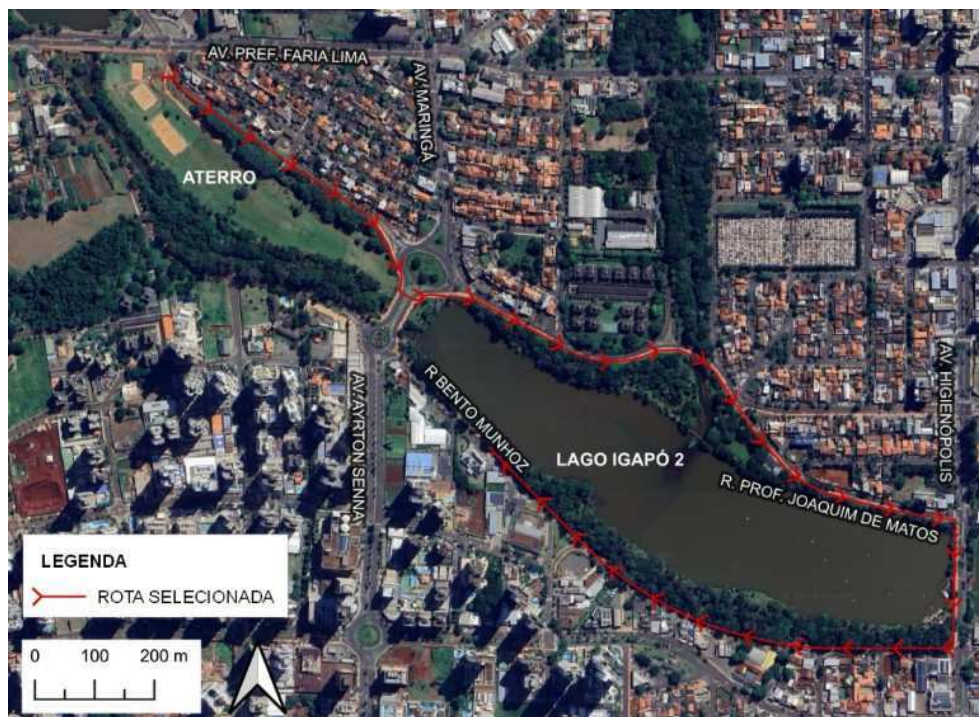 AV. PREF. FARIA LIMA
AV. MARINGÁ
ATERRO
R BENTO MUNHOZ
LAGO IGAPÓ 2
AV. HIGIENOPOLIS
R. PROF. JOAQUIM DE MATOS
AV. AYRTON SENNA
LEGENDA
ROTA SELECIONADA
0 100 200 m